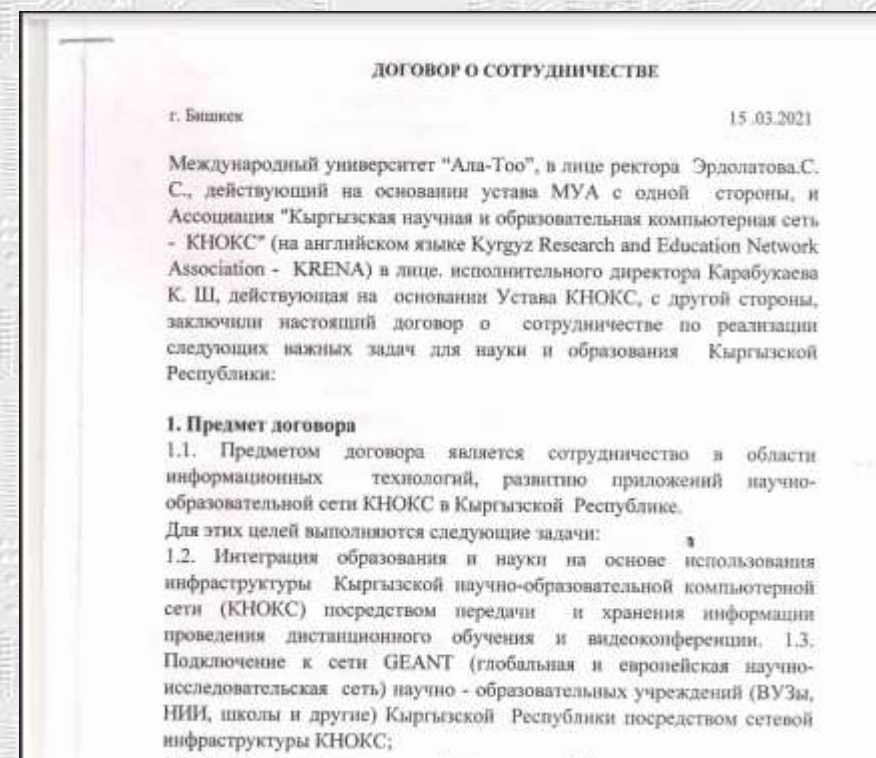 ДОГОВОР О СОТРУДНИЧЕСТВЕ
г. Бишкек 15 .03.2021
Международный университет “Ала-Тоо”, в лице ректора Эрдолатова.С.
С., действующий на основании устава МУА с одной стороны, и
Ассоциация "Кыргызская научная и образовательная компьютерная сеть
- КНОКС" (на английском языке Kyrgyz Research and Education Network
Association - KRENA) в лице. исполнительного директора Карабукаева
К. Ш, действующая на основании Устава КНОКС, с другой стороны,
заключили настоящий договор о сотрудничестве по реализации
следующих важных задач для науки и образования Кыргызской
Республики:
1. Предмет договора
1.1. Предметом договора является сотрудничество в области
информационных технологий, развитию приложений научно-
образовательной сети КНОКС в Кыргызской Республике.
Для этих целей выполняются следующие задачи:
1.2. Интеграция образования и науки на основе использования
инфраструктуры Кыргызской научно-образовательной компьютерной
сети (КНОКС) посредством передачи и хранения информации
проведения дистанционного обучения и видеоконференции. 1.3.
Подключение к сети GEANT (глобальная и европейская научно-
исследовательская сеть) научно - образовательных учреждений (ВУЗы,
НИИ, школы и другие) Кыргызской Республики посредством сетевой
инфраструктуры КНОКС;